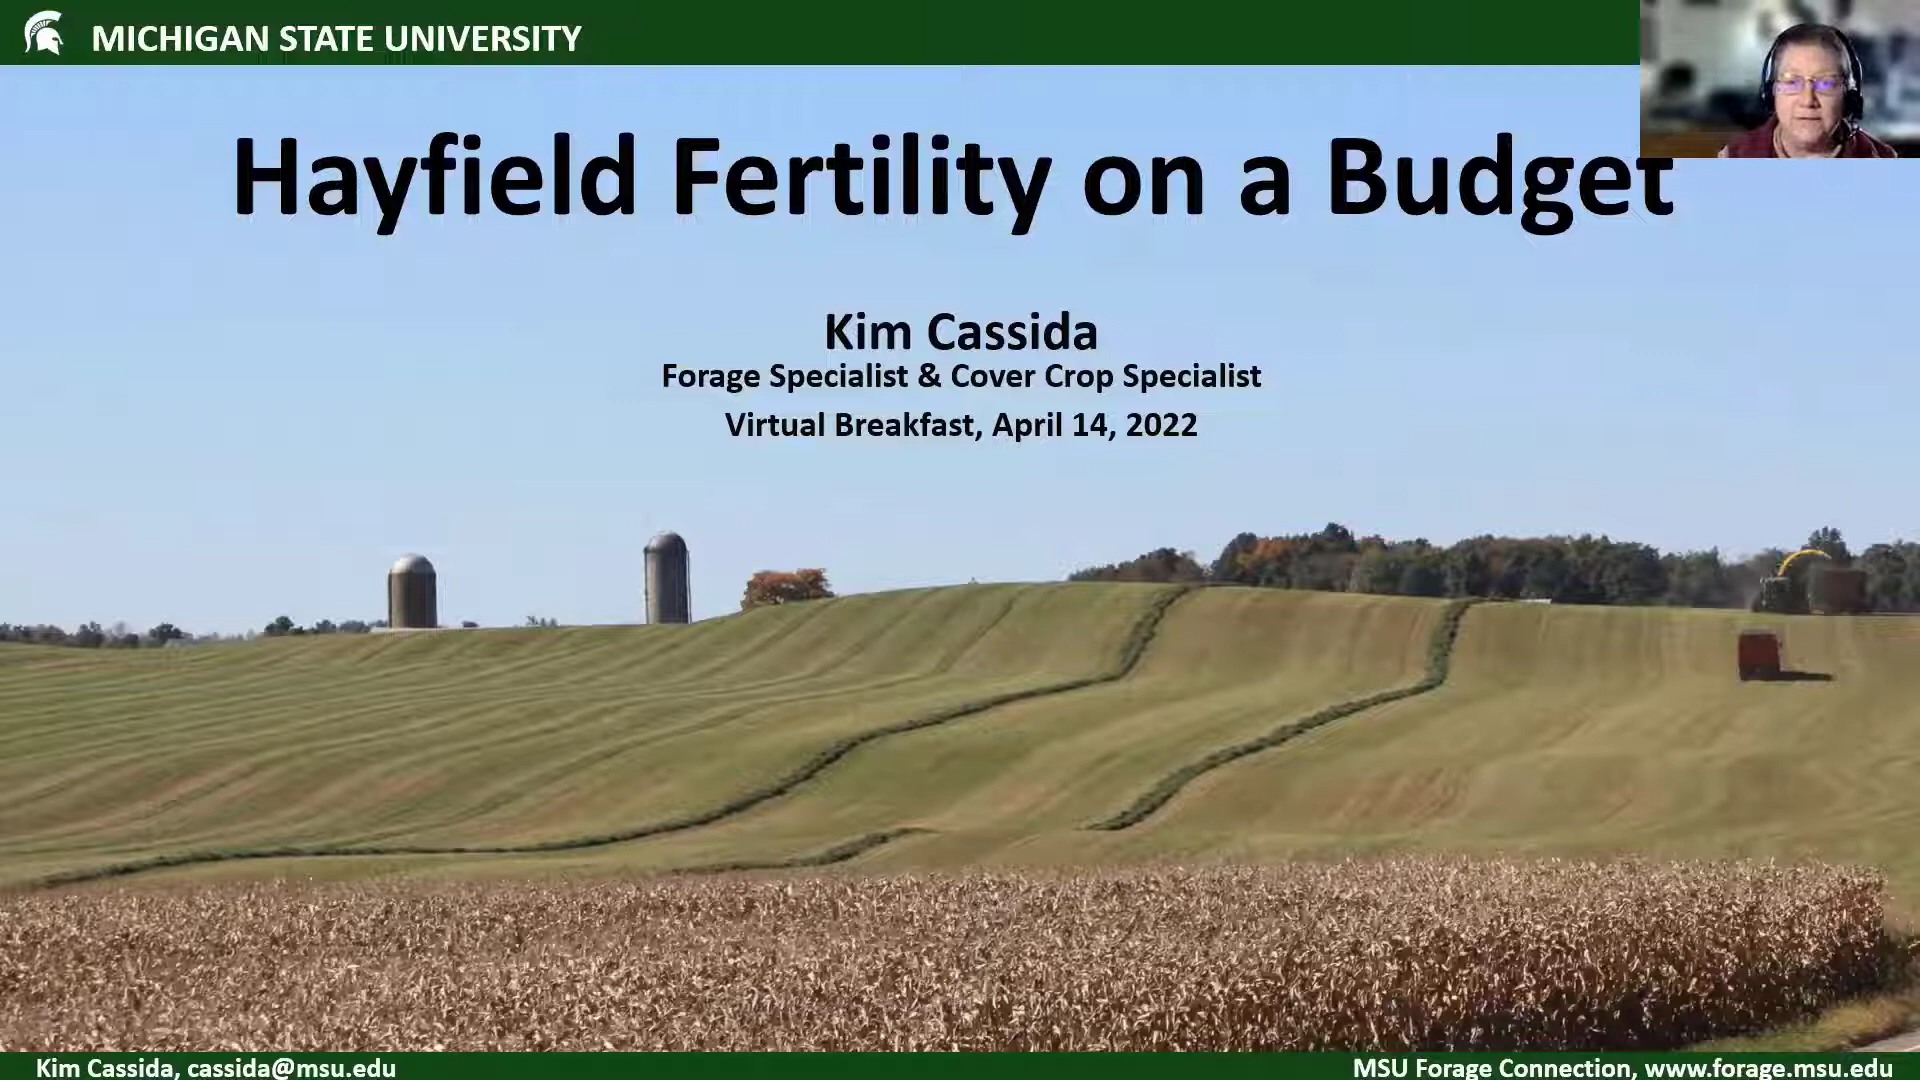 MICHIGAN STATE UNIVERSITY
Hayfield Fertility on a Budget
Kim Cassida
Forage Specialist & Cover Crop Specialist
Virtual Breakfast, April 14, 2022
Kim Cassida, cassida@msu.edu
MSU Forage Connection, www.forage.msu.edu